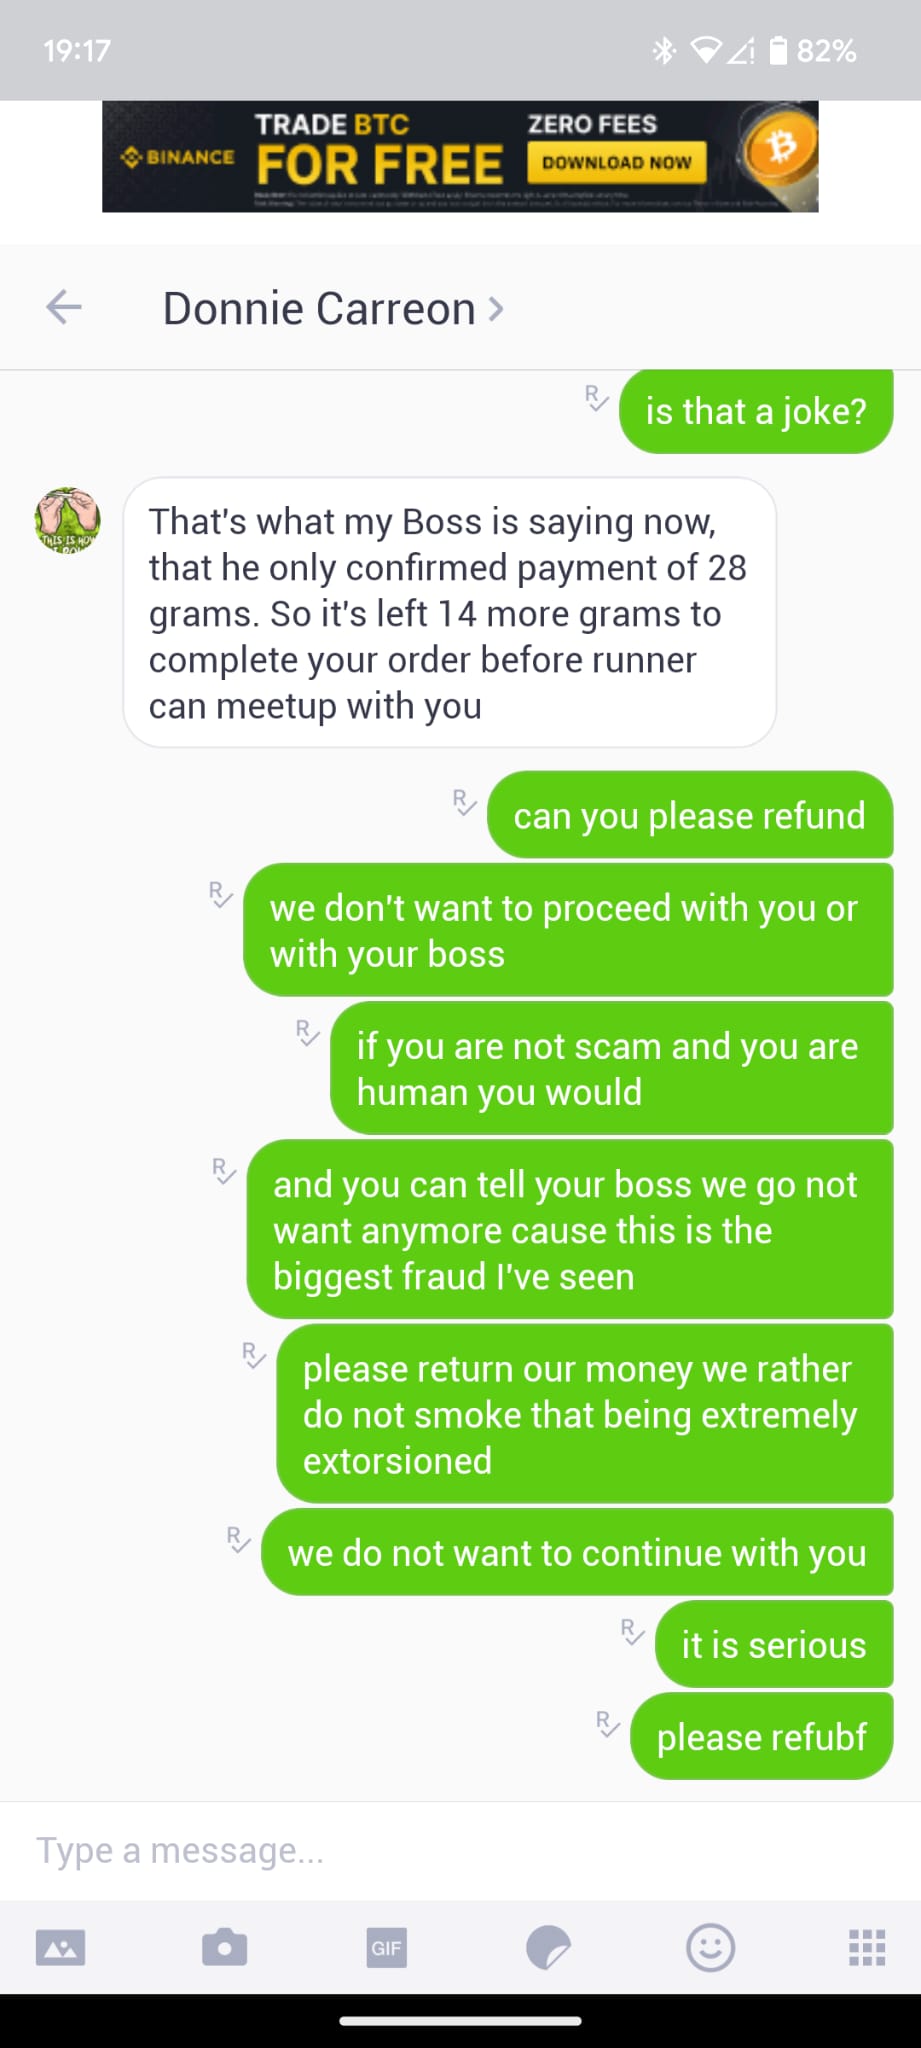 19:17
82%
BINANCE
TRADE BTC
FOR FREE
ZERO FEES
DOWNLOAD NOW
Donnie Carreon
R
is that a joke?
THIS IS HOW
That's what my Boss is saying now,
that he only confirmed payment of 28
grams. So it's left 14 more grams to
complete your order before runner
can meetup with you
R
can you please refund
R
we don't want to proceed with you or
with your boss
R
if you are not scam and you are
human you would
R
and you can tell your boss we go not
want anymore cause this is the
biggest fraud I've seen
R
please return our money we rather
do not smoke that being extremely
extorsioned
R
we do not want to continue with you
R
it is serious
R
please refubf
Type a message...
GIF